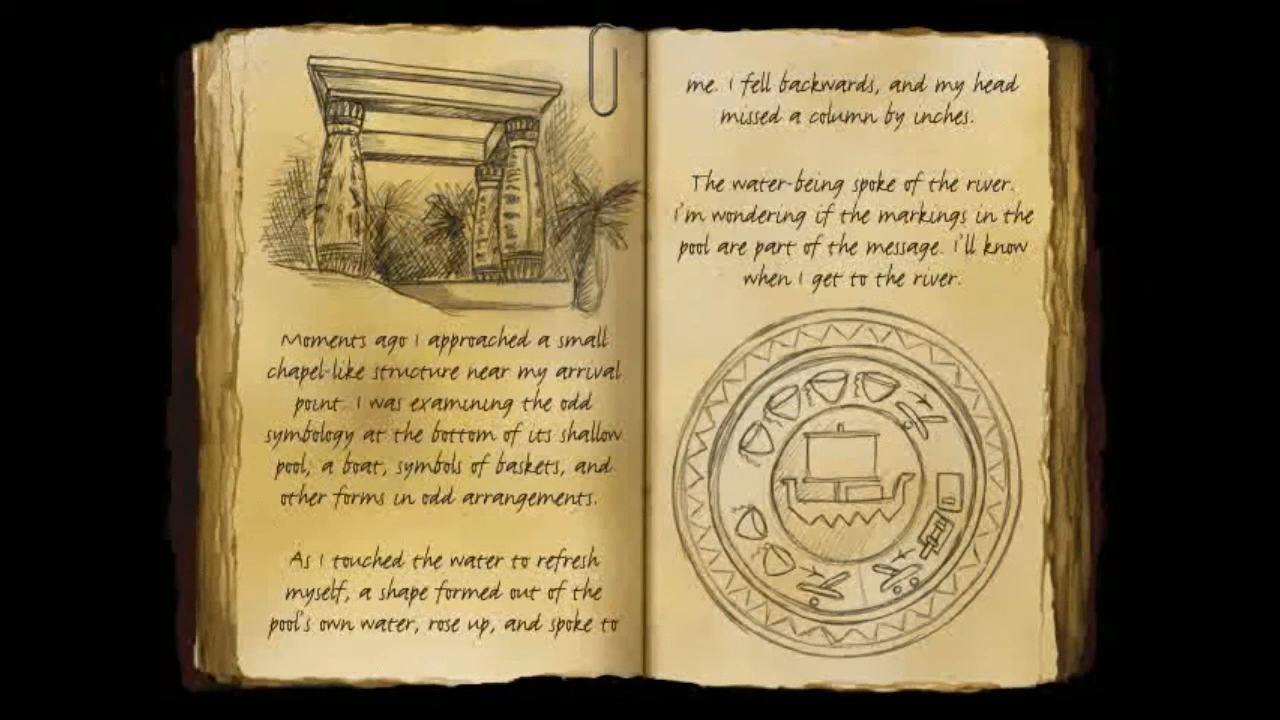 Moments ago I approached a small
chapel-like structure near my arrival
point. I was examining the odd
symbology at the bottom of its shallow
pool, a boat, symbols of baskets, and
other forms in odd arrangements.
As I touched the water to refresh
myself, a shape formed out of the
pool's own water, rose up, and spoke to
me. I fell backwards, and my head
missed a column by inches.
The water-being spoke of the river.
I'm wondering if the markings in the
pool are part of the message. I'll know
when I get to the river.